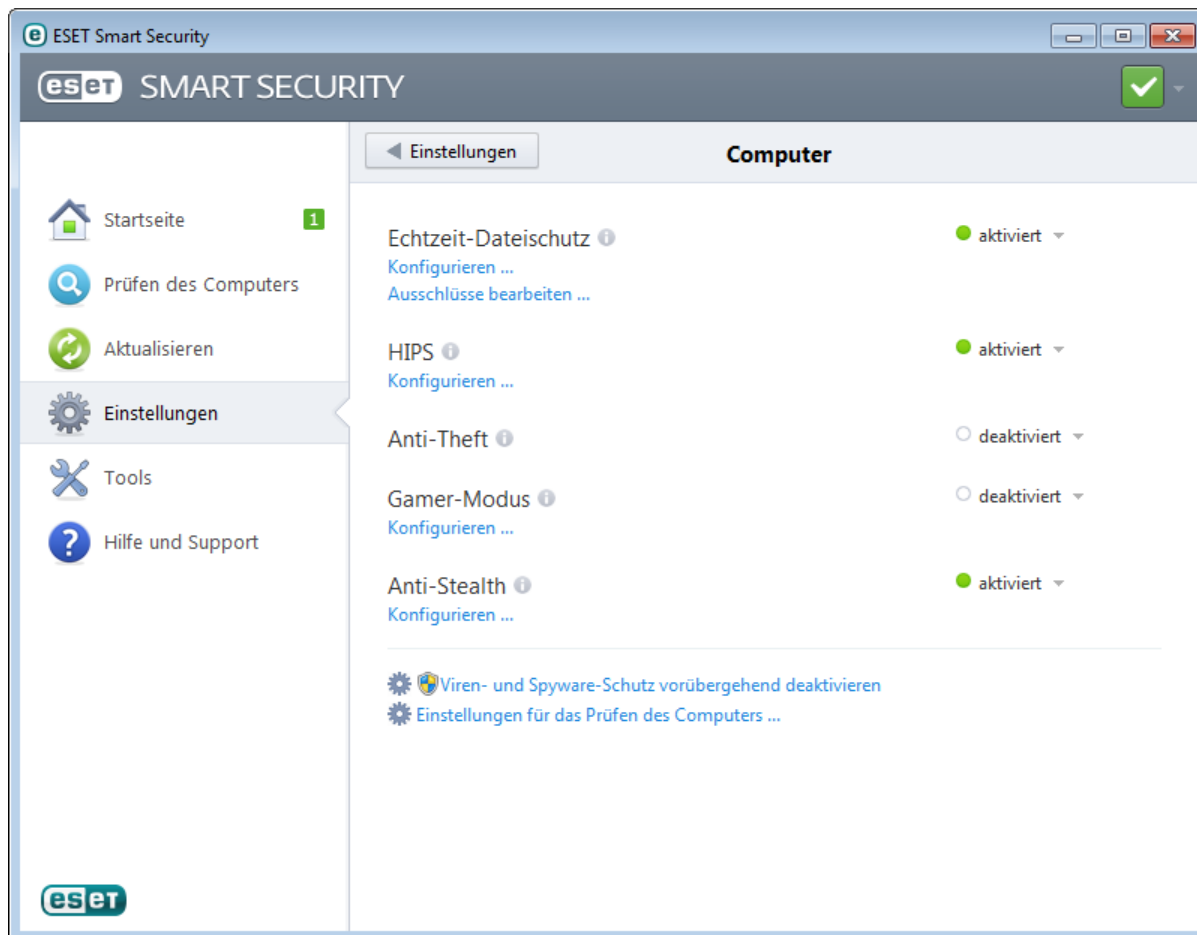 ESET Smart Security
eset SMART SECURITY
Einstellungen
Computer
Startseite 1
Prüfen des Computers
Aktualisieren
Einstellungen
Tools
Hilfe und Support
Echtzeit-Dateischutz aktiviert
Konfigurieren ...
Ausschlüsse bearbeiten ...
HIPS aktiviert
Konfigurieren ...
Anti-Theft deaktiviert
Gamer-Modus deaktiviert
Konfigurieren ...
Anti-Stealth aktiviert
Konfigurieren ...
Viren- und Spyware-Schutz vorübergehend deaktivieren
Einstellungen für das Prüfen des Computers ...
eset